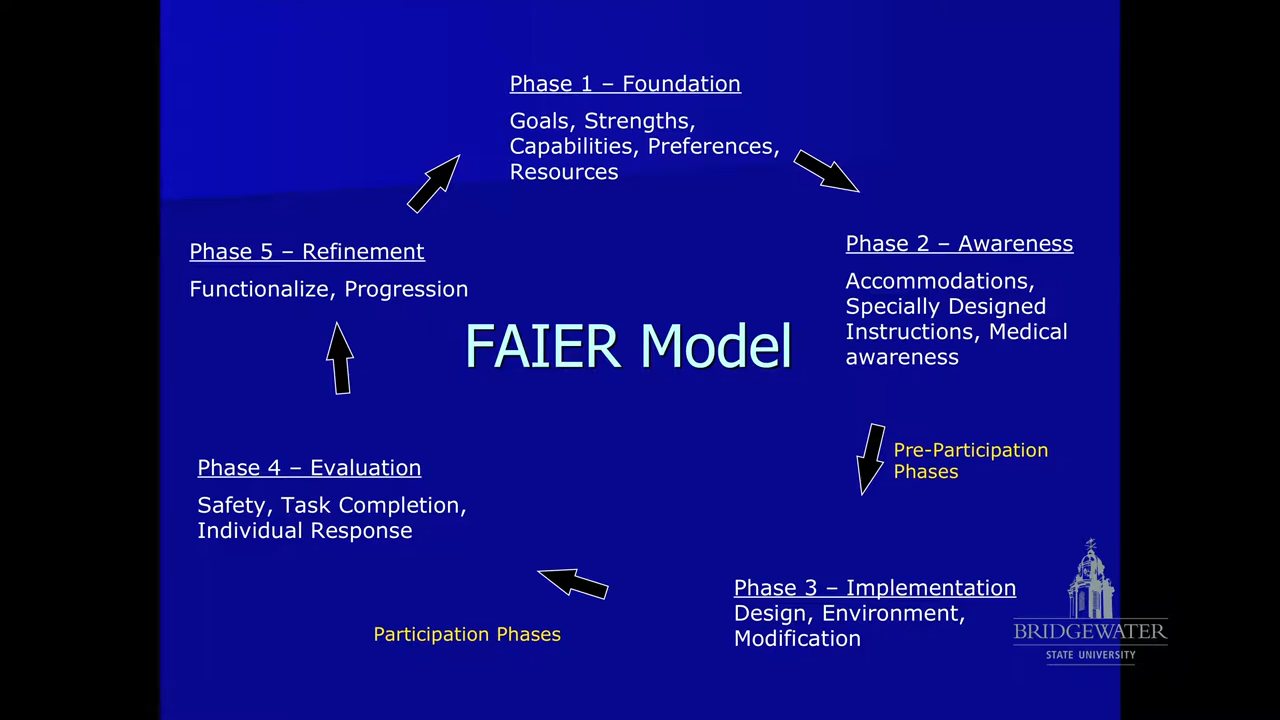 Phase 1 – Foundation
Goals, Strengths,
Capabilities, Preferences,
Resources
Phase 2 – Awareness
Accommodations,
Specially Designed
Instructions, Medical
awareness
Pre-Participation
Phases
Phase 3 – Implementation
Design, Environment,
Modification
Participation Phases
Phase 4 – Evaluation
Safety, Task Completion,
Individual Response
Phase 5 – Refinement
Functionalize, Progression
FAIER Model
BRIDGEWATER
STATE UNIVERSITY